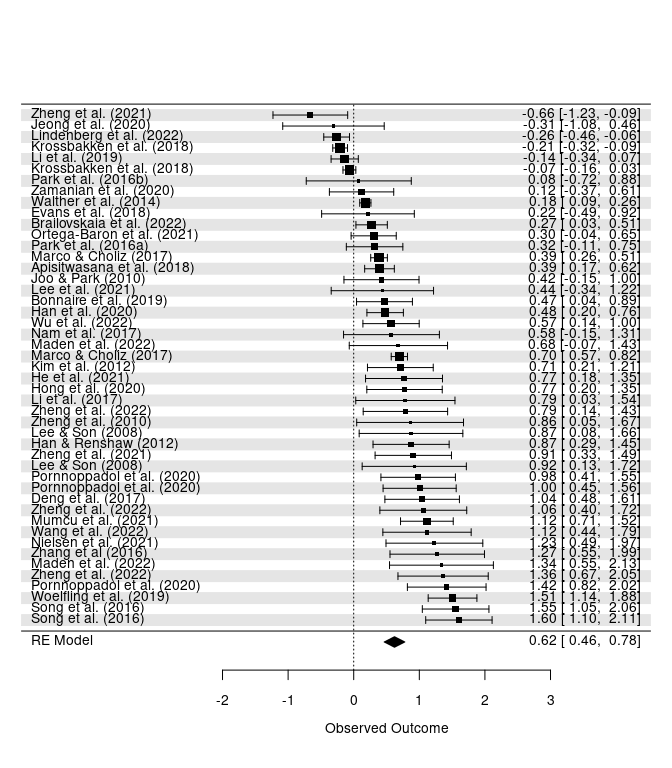 Zheng et al. (2021) -0.66 [-1.23, -0.09]
Jeong et al. (2020) -0.31 [-1.08, 0.46]
Lindenberg et al. (2022) -0.26 [-0.46, -0.06]
Krossbakken et al. (2018) -0.21 [-0.32, -0.09]
Li et al. (2019) -0.14 [-0.34, 0.07]
Krossbakken et al. (2018) -0.07 [-0.16, 0.03]
Park et al. (2016b) 0.08 [-0.72, 0.88]
Zamanian et al. (2020) 0.12 [-0.37, 0.61]
Walther et al. (2014) 0.18 [ 0.09, 0.26]
Evans et al. (2018) 0.22 [-0.49, 0.92]
Brailovskaia et al. (2022) 0.27 [ 0.03, 0.51]
Ortega-Baron et al. (2021) 0.30 [-0.04, 0.65]
Park et al. (2016a) 0.32 [-0.11, 0.75]
Marco & Choliz (2017) 0.39 [ 0.26, 0.51]
Apisitwasana et al. (2018) 0.39 [ 0.17, 0.62]
Joo & Park (2010) 0.42 [-0.15, 1.00]
Lee et al. (2021) 0.44 [-0.34, 1.22]
Bonnaire et al. (2019) 0.47 [ 0.04, 0.89]
Han et al. (2020) 0.48 [ 0.20, 0.76]
Wu et al. (2022) 0.57 [ 0.14, 1.00]
Nam et al. (2017) 0.58 [-0.15, 1.31]
Maden et al. (2022) 0.68 [-0.07, 1.43]
Marco & Choliz (2017) 0.70 [ 0.57, 0.82]
Kim et al. (2012) 0.71 [ 0.21, 1.21]
He et al. (2021) 0.77 [ 0.18, 1.35]
Hong et al. (2020) 0.77 [ 0.20, 1.35]
Li et al. (2017) 0.79 [ 0.03, 1.54]
Zheng et al. (2022) 0.79 [ 0.14, 1.43]
Zheng et al. (2010) 0.86 [ 0.05, 1.67]
Lee & Son (2008) 0.87 [ 0.08, 1.66]
Han & Renshaw (2012) 0.87 [ 0.29, 1.45]
Zheng et al. (2021) 0.91 [ 0.33, 1.49]
Lee & Son (2008) 0.92 [ 0.13, 1.72]
Pornnoppadol et al. (2020) 0.98 [ 0.41, 1.55]
Pornnoppadol et al. (2020) 1.00 [ 0.45, 1.56]
Deng et al. (2017) 1.04 [ 0.48, 1.61]
Zheng et al. (2022) 1.06 [ 0.40, 1.72]
Mumcu et al. (2021) 1.12 [ 0.71, 1.52]
Wang et al. (2022) 1.12 [ 0.44, 1.79]
Nielsen et al. (2021) 1.23 [ 0.49, 1.97]
Zhang et al. (2016) 1.27 [ 0.55, 1.99]
Maden et al. (2022) 1.34 [ 0.55, 2.13]
Zheng et al. (2022) 1.36 [ 0.67, 2.05]
Pornnoppadol et al. (2020) 1.42 [ 0.82, 2.02]
Woelfling et al. (2019) 1.51 [ 1.14, 1.88]
Song et al. (2016) 1.55 [ 1.05, 2.06]
Song et al. (2016) 1.60 [ 1.10, 2.11]
RE Model 0.62 [ 0.46, 0.78]
-2 -1 0 1 2 3
Observed Outcome